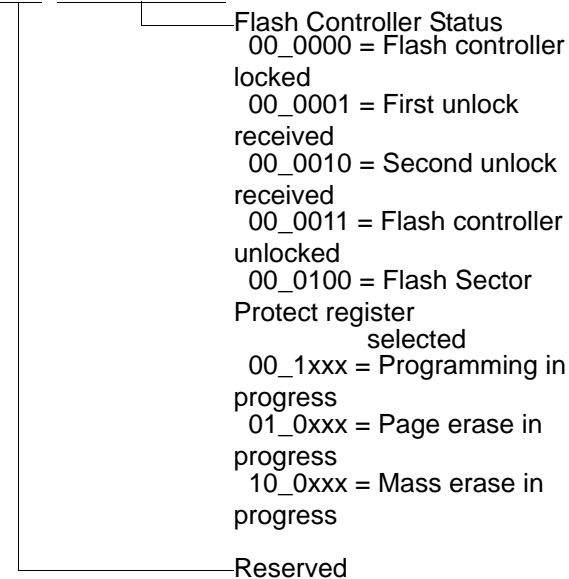 Flash Controller Status
00_0000 = Flash controller
locked
00_0001 = First unlock
received
00_0010 = Second unlock
received
00_0011 = Flash controller
unlocked
00_0100 = Flash Sector
Protect register
selected
00_1xxx = Programming in
progress
01_0xxx = Page erase in
progress
10_0xxx = Mass erase in
progress
Reserved